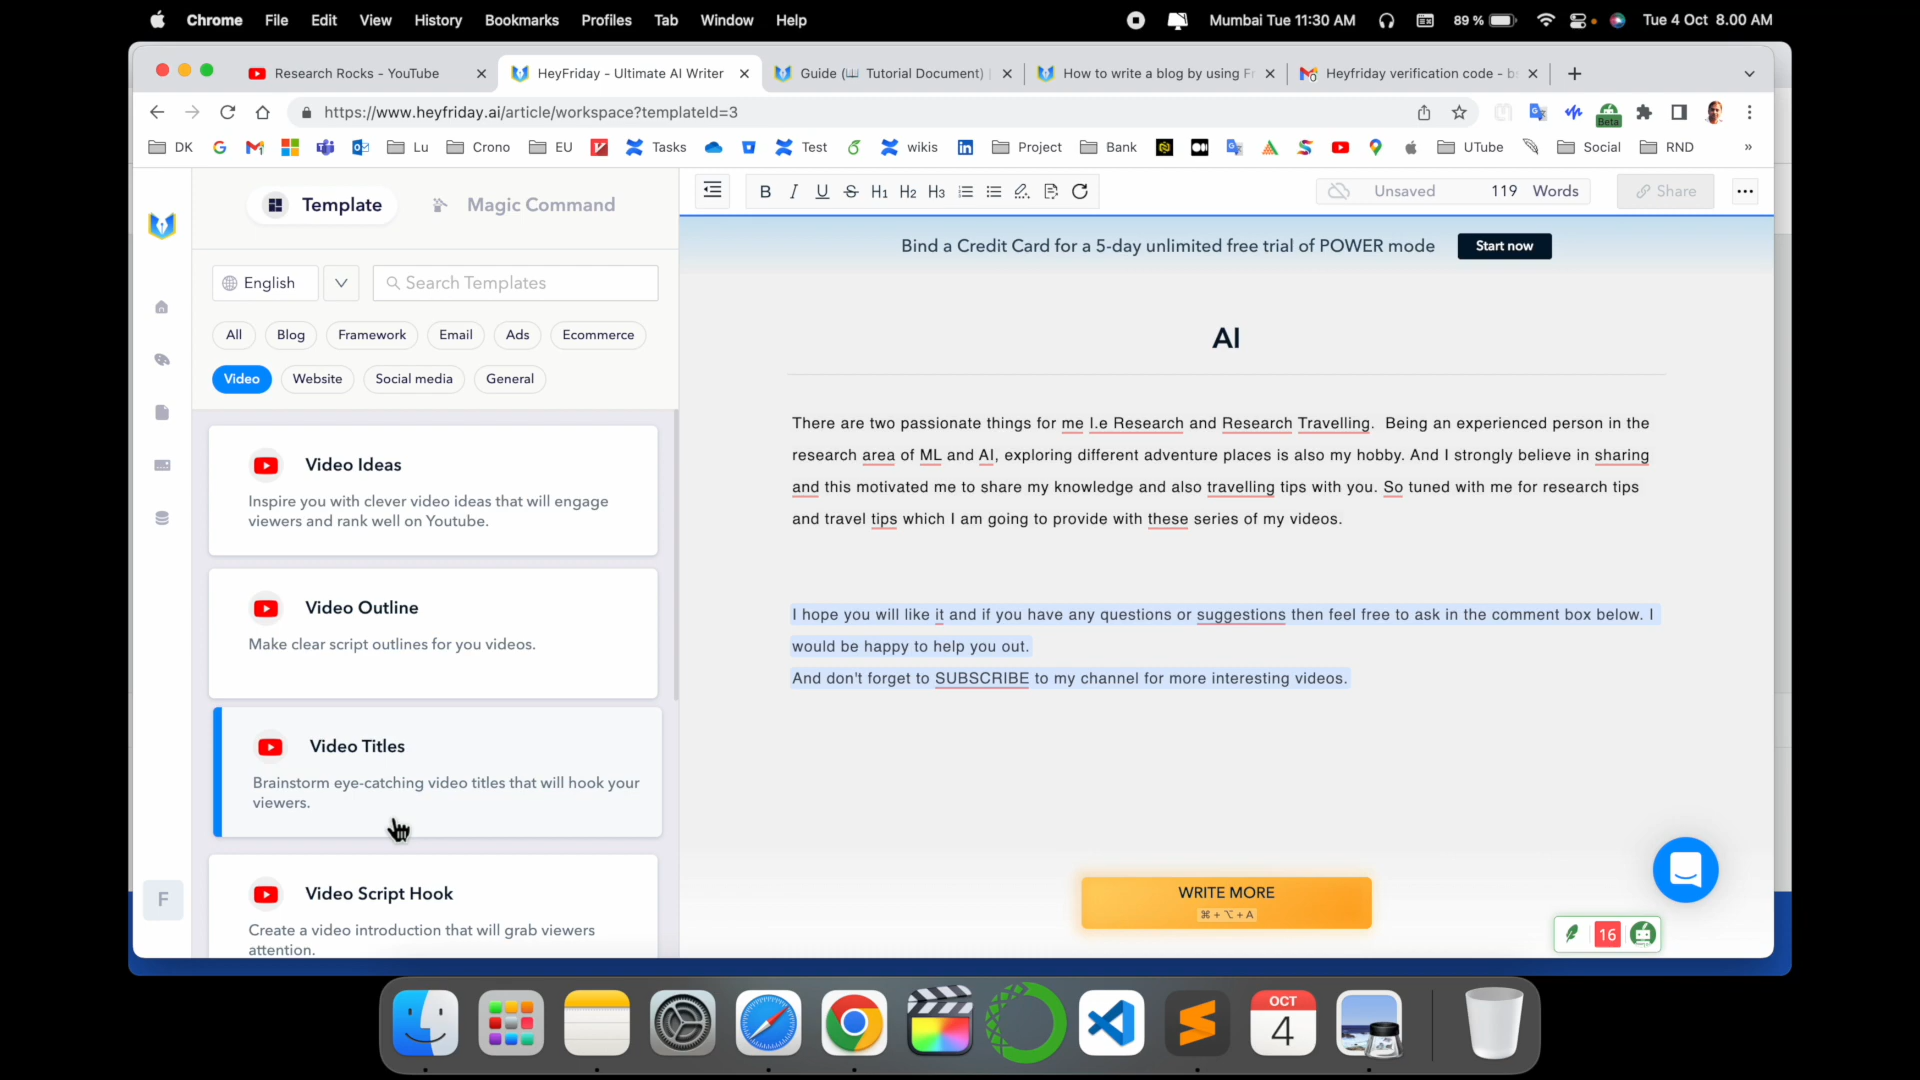 Chrome File Edit View History Bookmarks Profiles Tab Window Help Mumbai Tue 11:30 AM 89 % Tue 4 Oct 8.00 AM
Research Rocks - YouTube HeyFriday - Ultimate AI Writer Guide (📖 Tutorial Document) How to write a blog by using Fr Heyfriday verification code - b
https://www.heyfriday.ai/article/workspace?templateId=3
Beta
DK Lu Crono EU Tasks Test wikis Project Bank UTube Social RND »
Template Magic Command
B I U S H1 H2 H3 Unsaved 119 Words Share
Bind a Credit Card for a 5-day unlimited free trial of POWER mode Start now
English Search Templates
All Blog Framework Email Ads Ecommerce
Video Website Social media General
Video Ideas
Inspire you with clever video ideas that will engage
viewers and rank well on Youtube.
Video Outline
Make clear script outlines for you videos.
Video Titles
Brainstorm eye-catching video titles that will hook your
viewers.
Video Script Hook
Create a video introduction that will grab viewers
attention.
F
AI
There are two passionate things for me I.e Research and Research Travelling. Being an experienced person in the
research area of ML and AI, exploring different adventure places is also my hobby. And I strongly believe in sharing
and this motivated me to share my knowledge and also travelling tips with you. So tuned with me for research tips
and travel tips which I am going to provide with these series of my videos.
I hope you will like it and if you have any questions or suggestions then feel free to ask in the comment box below. I
would be happy to help you out.
And don't forget to SUBSCRIBE to my channel for more interesting videos.
WRITE MORE
⌘ + ⌥ + A
16
OCT
4